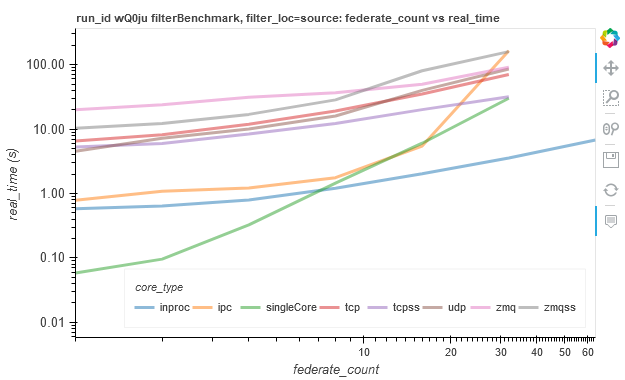 run_id wQ0ju filterBenchmark, filter_loc=source: federate_count vs real_time
100.00
10.00
1.00
0.10
0.01
real_time (s)
core_type
inproc ipc singleCore tcp tcpss udp zmq zmqss
10 20 30 40 50 60
federate_count